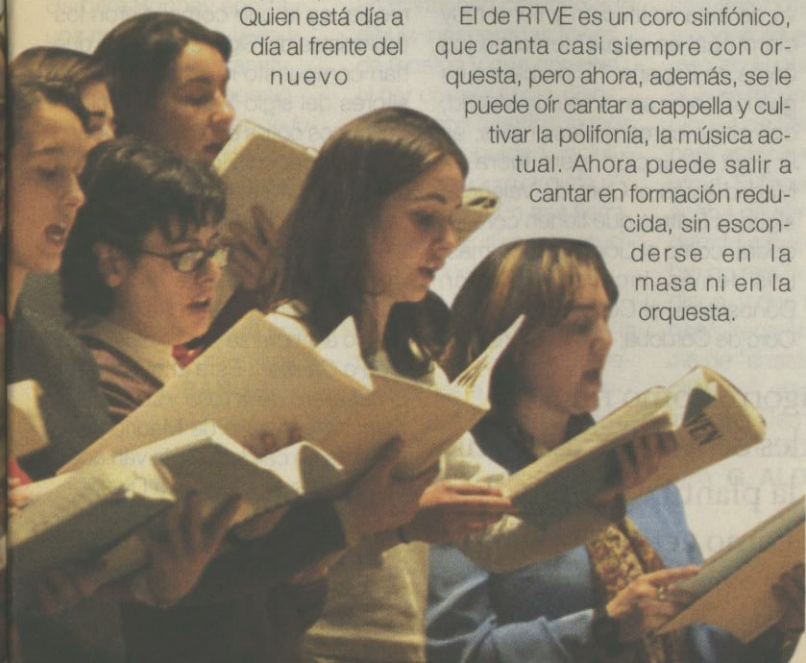 Quien está día a
día al frente del
nuevo
El de RTVE es un coro sinfónico,
que canta casi siempre con or-
questa, pero ahora, además, se le
puede oír cantar a cappella y cul-
tivar la polifonía, la música ac-
tual. Ahora puede salir a
cantar en formación redu-
cida, sin escon-
derse en la
masa ni en la
orquesta.